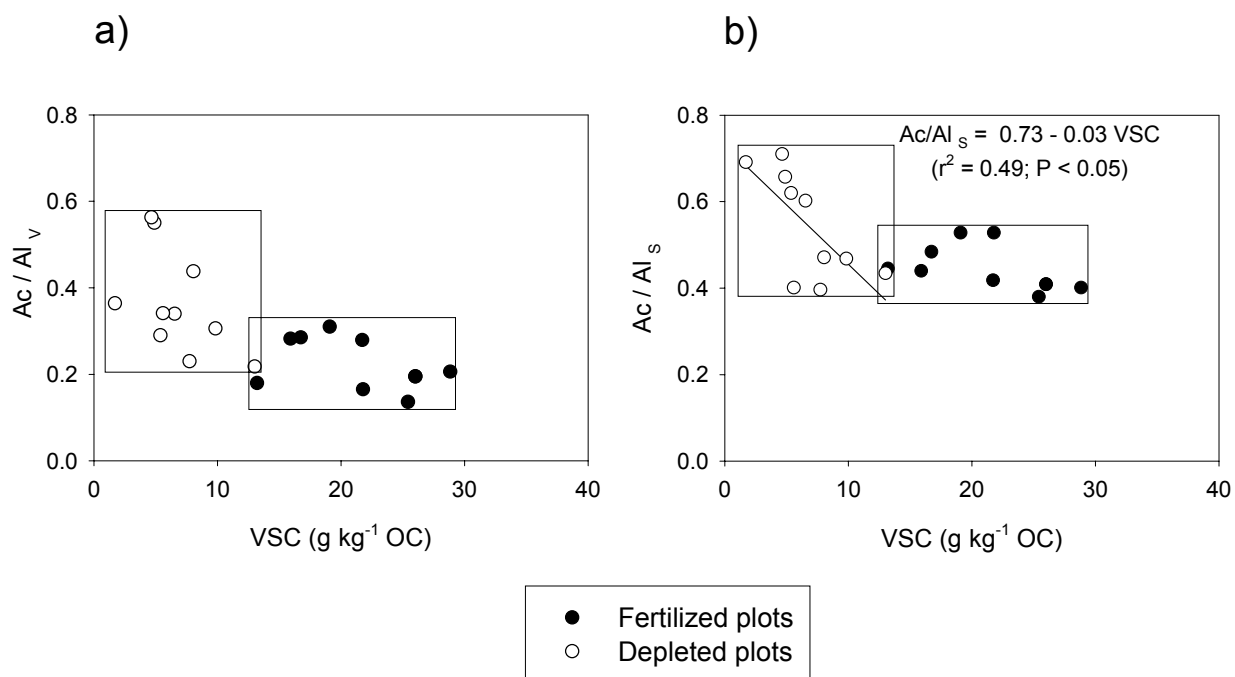 a)
0.8
0.6
0.4
0.2
0.0
Ac / Al V
0 10 20 30 40
VSC (g kg-1 OC)
b)
0.8
0.6
0.4
0.2
0.0
Ac / Al S
Ac/Al S = 0.73 - 0.03 VSC
(r2 = 0.49; P < 0.05)
0 10 20 30 40
VSC (g kg-1 OC)
Fertilized plots
Depleted plots